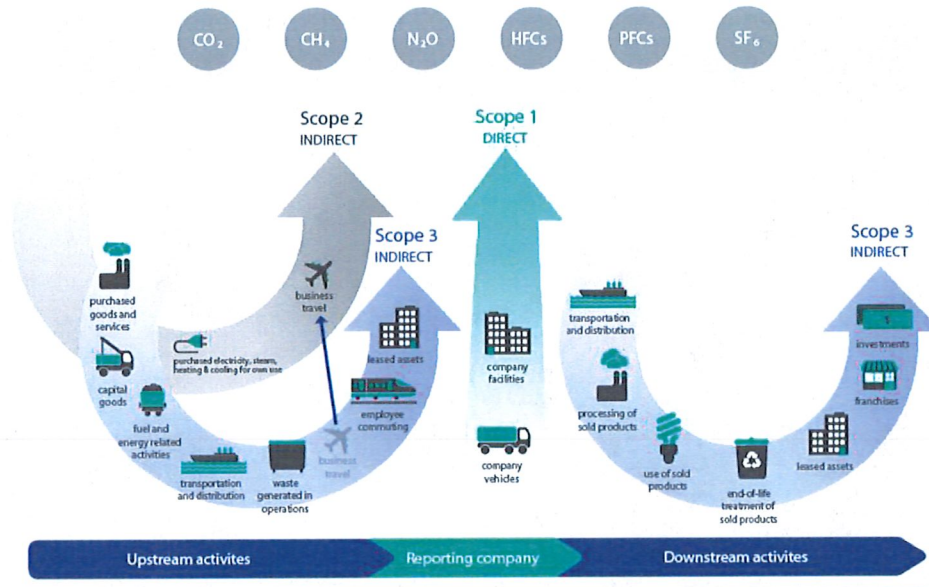 CO₂
CH₄
N₂O
HFCs
PFCs
SF₆
Scope 2
INDIRECT
Scope 1
DIRECT
Scope 3
INDIRECT
Scope 3
INDIRECT
purchased
goods and
services
capital
goods
fuel and
energy related
activities
purchased electricity, steam,
heating & cooling for own use
transportation
and distribution
waste
generated in
operations
business
travel
business
travel
employee
commuting
leased assets
company
facilities
company
vehicles
transportation
and distribution
processing of
sold products
use of sold
products
end-of-life
treatment of
sold products
leased assets
franchises
investments
$
Upstream activites
Reporting company
Downstream activites